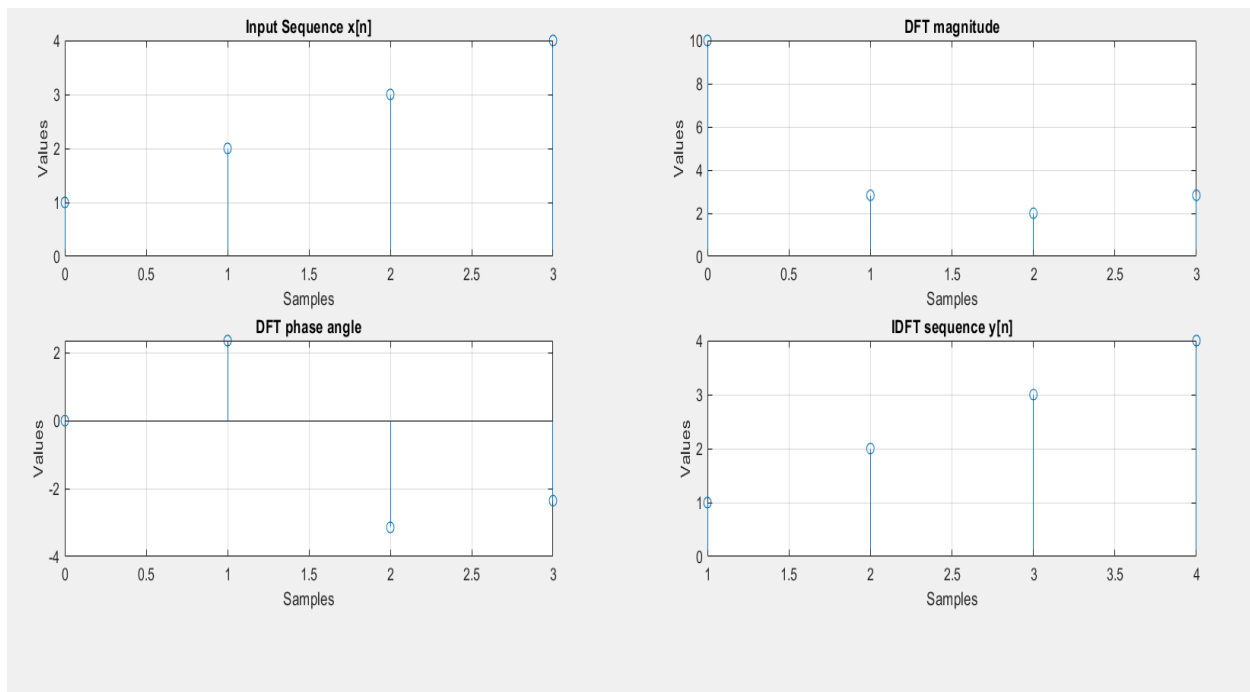 Input Sequence x[n]
4
3
2
1
0
Values
0 0.5 1 1.5 2 2.5 3
Samples
DFT magnitude
10
8
6
4
2
0
Values
0 0.5 1 1.5 2 2.5 3
Samples
DFT phase angle
2
0
-2
-4
Values
0 0.5 1 1.5 2 2.5 3
Samples
IDFT sequence y[n]
4
3
2
1
0
Values
1 1.5 2 2.5 3 3.5 4
Samples